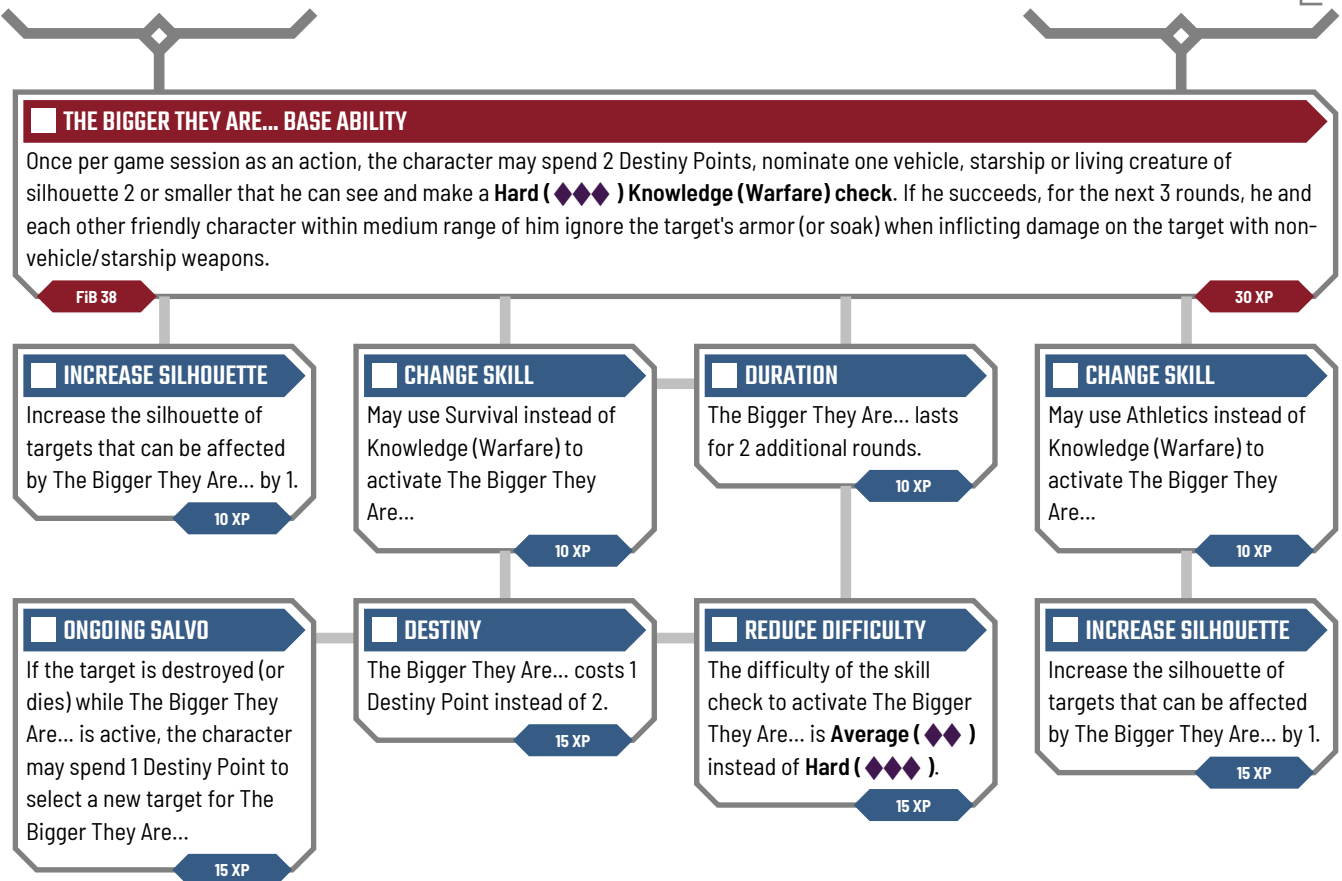 THE BIGGER THEY ARE... BASE ABILITY
Once per game session as an action, the character may spend 2 Destiny Points, nominate one vehicle, starship or living creature of
silhouette 2 or smaller that he can see and make a Hard (♦♦♦ ) Knowledge (Warfare) check. If he succeeds, for the next 3 rounds, he and
each other friendly character within medium range of him ignore the target's armor (or soak) when inflicting damage on the target with non-
vehicle/starship weapons.
FiB 38
30 XP
INCREASE SILHOUETTE
Increase the silhouette of
targets that can be affected
by The Bigger They Are... by 1.
10 XP
CHANGE SKILL
May use Survival instead of
Knowledge (Warfare) to
activate The Bigger They
Are...
10 XP
DURATION
The Bigger They Are... lasts
for 2 additional rounds.
10 XP
CHANGE SKILL
May use Athletics instead of
Knowledge (Warfare) to
activate The Bigger They
Are...
10 XP
ONGOING SALVO
If the target is destroyed (or
dies) while The Bigger They
Are... is active, the character
may spend 1 Destiny Point to
select a new target for The
Bigger They Are...
15 XP
DESTINY
The Bigger They Are... costs 1
Destiny Point instead of 2.
15 XP
REDUCE DIFFICULTY
The difficulty of the skill
check to activate The Bigger
They Are... is Average (♦♦ )
instead of Hard (♦♦♦ ).
15 XP
INCREASE SILHOUETTE
Increase the silhouette of
targets that can be affected
by The Bigger They Are... by 1.
15 XP